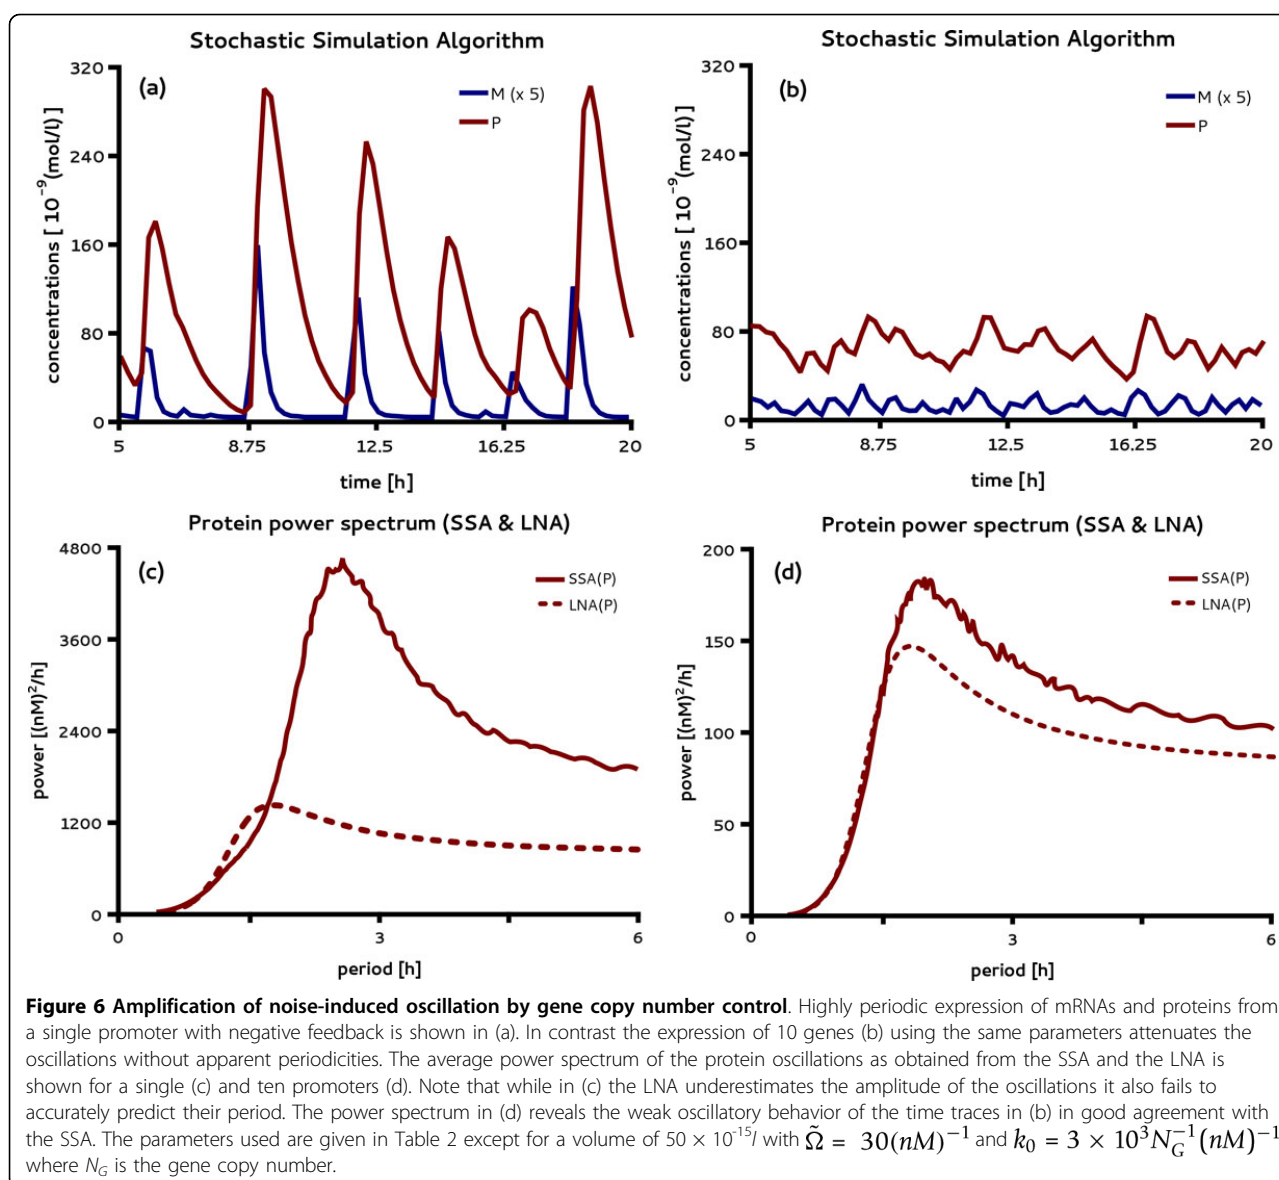 Stochastic Simulation Algorithm
(a)
M (x 5)
P
320
240
160
80
0
concentrations [ 10⁻⁹(mol/l) ]
5
8.75
12.5
16.25
20
time [h]
Stochastic Simulation Algorithm
(b)
M (x 5)
P
320
240
160
80
0
concentrations [ 10⁻⁹(mol/l) ]
5
8.75
12.5
16.25
20
time [h]
Protein power spectrum (SSA & LNA)
(c)
SSA(P)
LNA(P)
4800
3600
2400
1200
0
power [(nM)²/h]
0
3
6
period [h]
Protein power spectrum (SSA & LNA)
(d)
SSA(P)
LNA(P)
200
150
100
50
0
power [(nM)²/h]
0
3
6
period [h]
Figure 6 Amplification of noise-induced oscillation by gene copy number control. Highly periodic expression of mRNAs and proteins from
a single promoter with negative feedback is shown in (a). In contrast the expression of 10 genes (b) using the same parameters attenuates the
oscillations without apparent periodicities. The average power spectrum of the protein oscillations as obtained from the SSA and the LNA is
shown for a single (c) and ten promoters (d). Note that while in (c) the LNA underestimates the amplitude of the oscillations it also fails to
accurately predict their period. The power spectrum in (d) reveals the weak oscillatory behavior of the time traces in (b) in good agreement with
the SSA. The parameters used are given in Table 2 except for a volume of 50 × 10⁻¹⁵l with Ω̃ = 30(nM)⁻¹ and k₀ = 3 × 10³N_G⁻¹(nM)⁻¹
where N_G is the gene copy number.